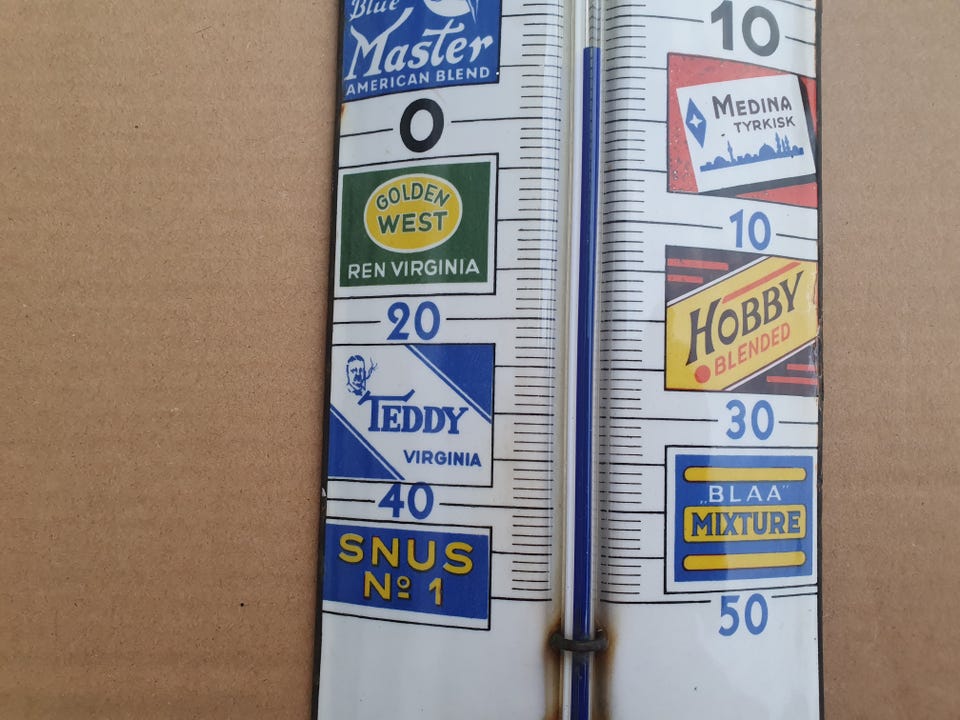 Blue
Master
AMERICAN BLEND
10
0
MEDINA
TYRKISK
GOLDEN
WEST
REN VIRGINIA
10
20
HOBBY
BLENDED
TEDDY
VIRGINIA
30
40
„BLAA"
MIXTURE
SNUS
Nº 1
50